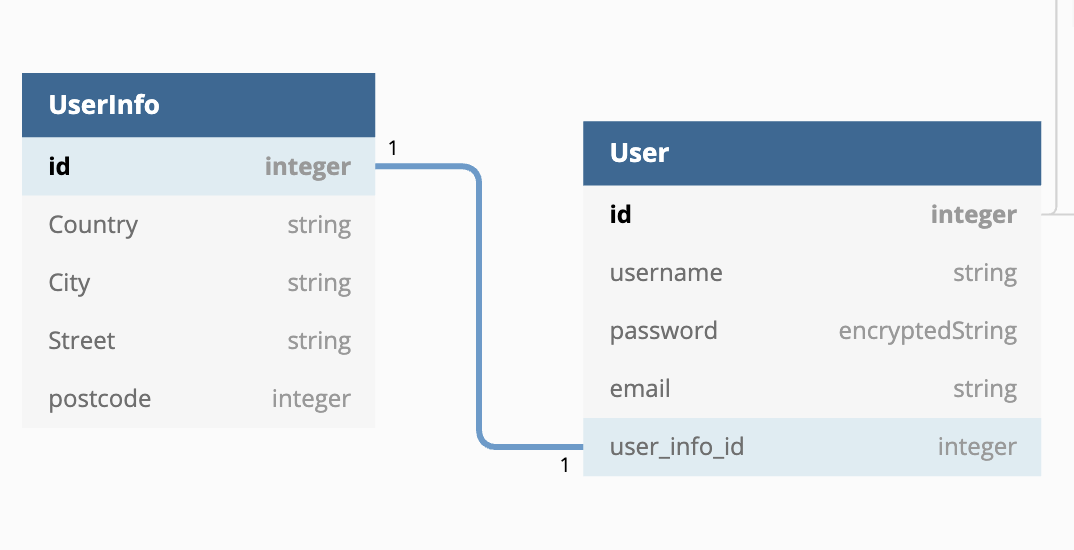 UserInfo
id integer
Country string
City string
Street string
postcode integer
1
1
User
id integer
username string
password encryptedString
email string
user_info_id integer